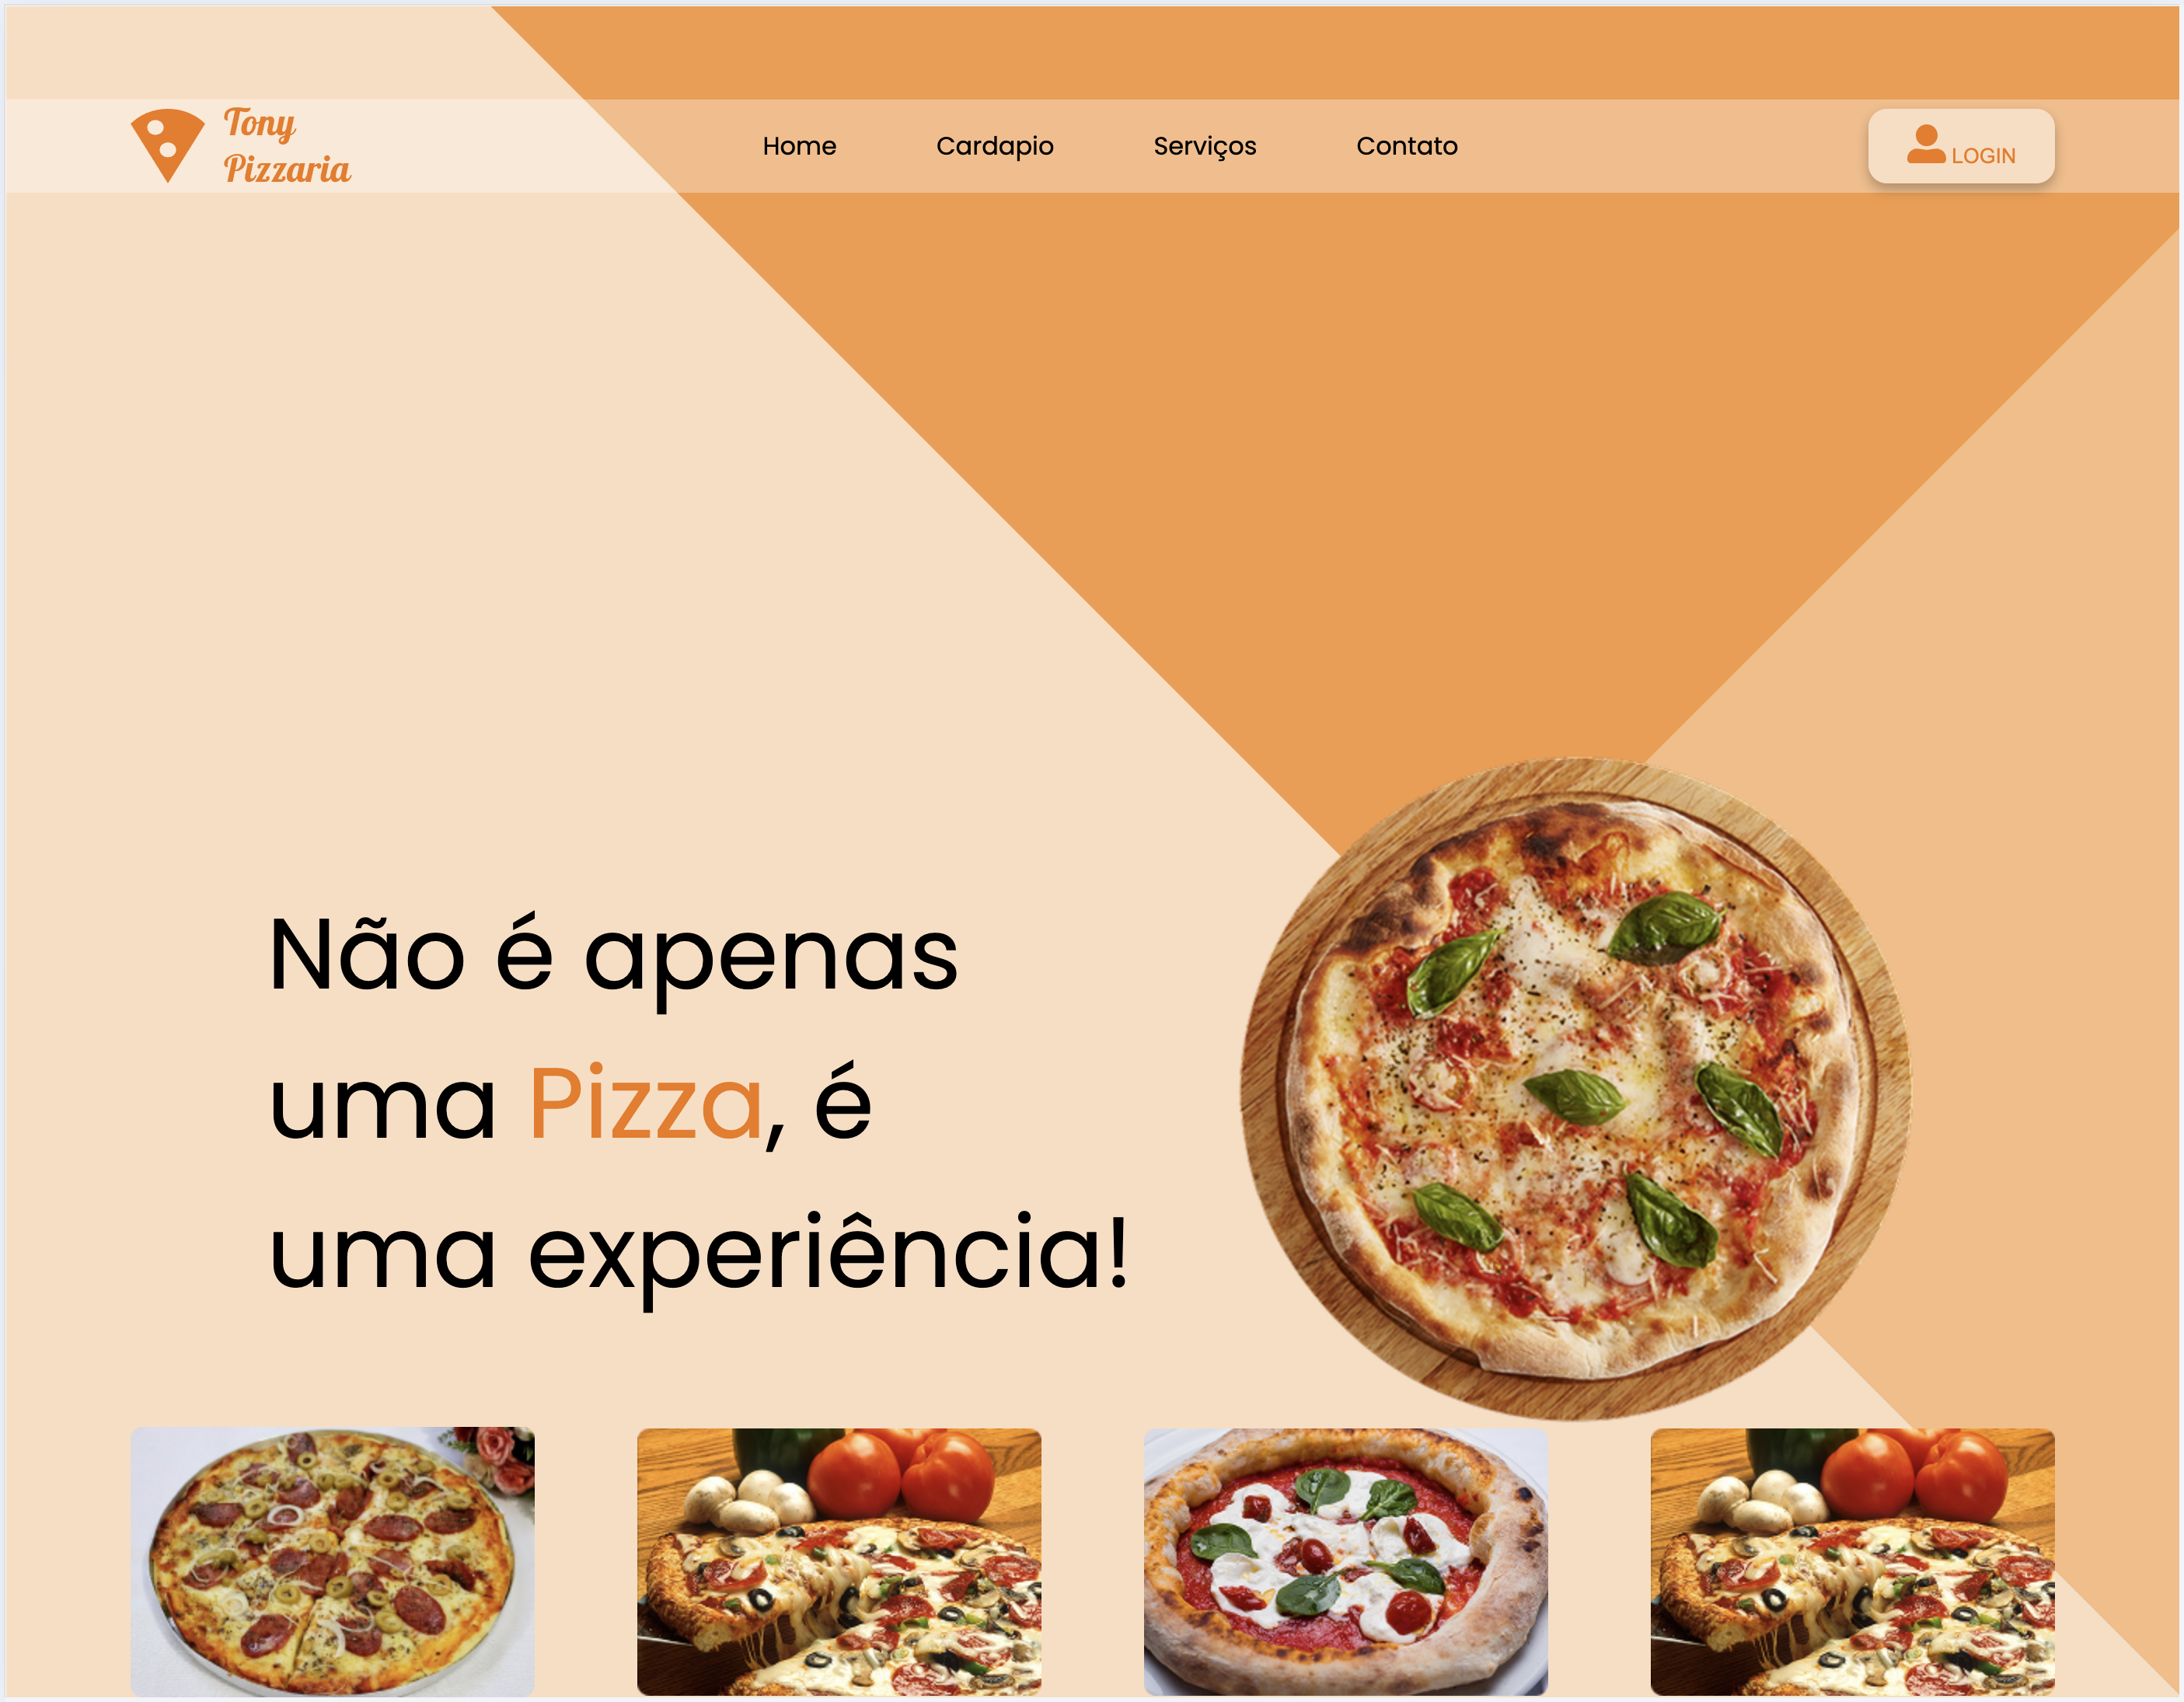 Tony
Pizzaria
Home
Cardapio
Serviços
Contato
LOGIN
Não é apenas
uma Pizza, é
uma experiência!